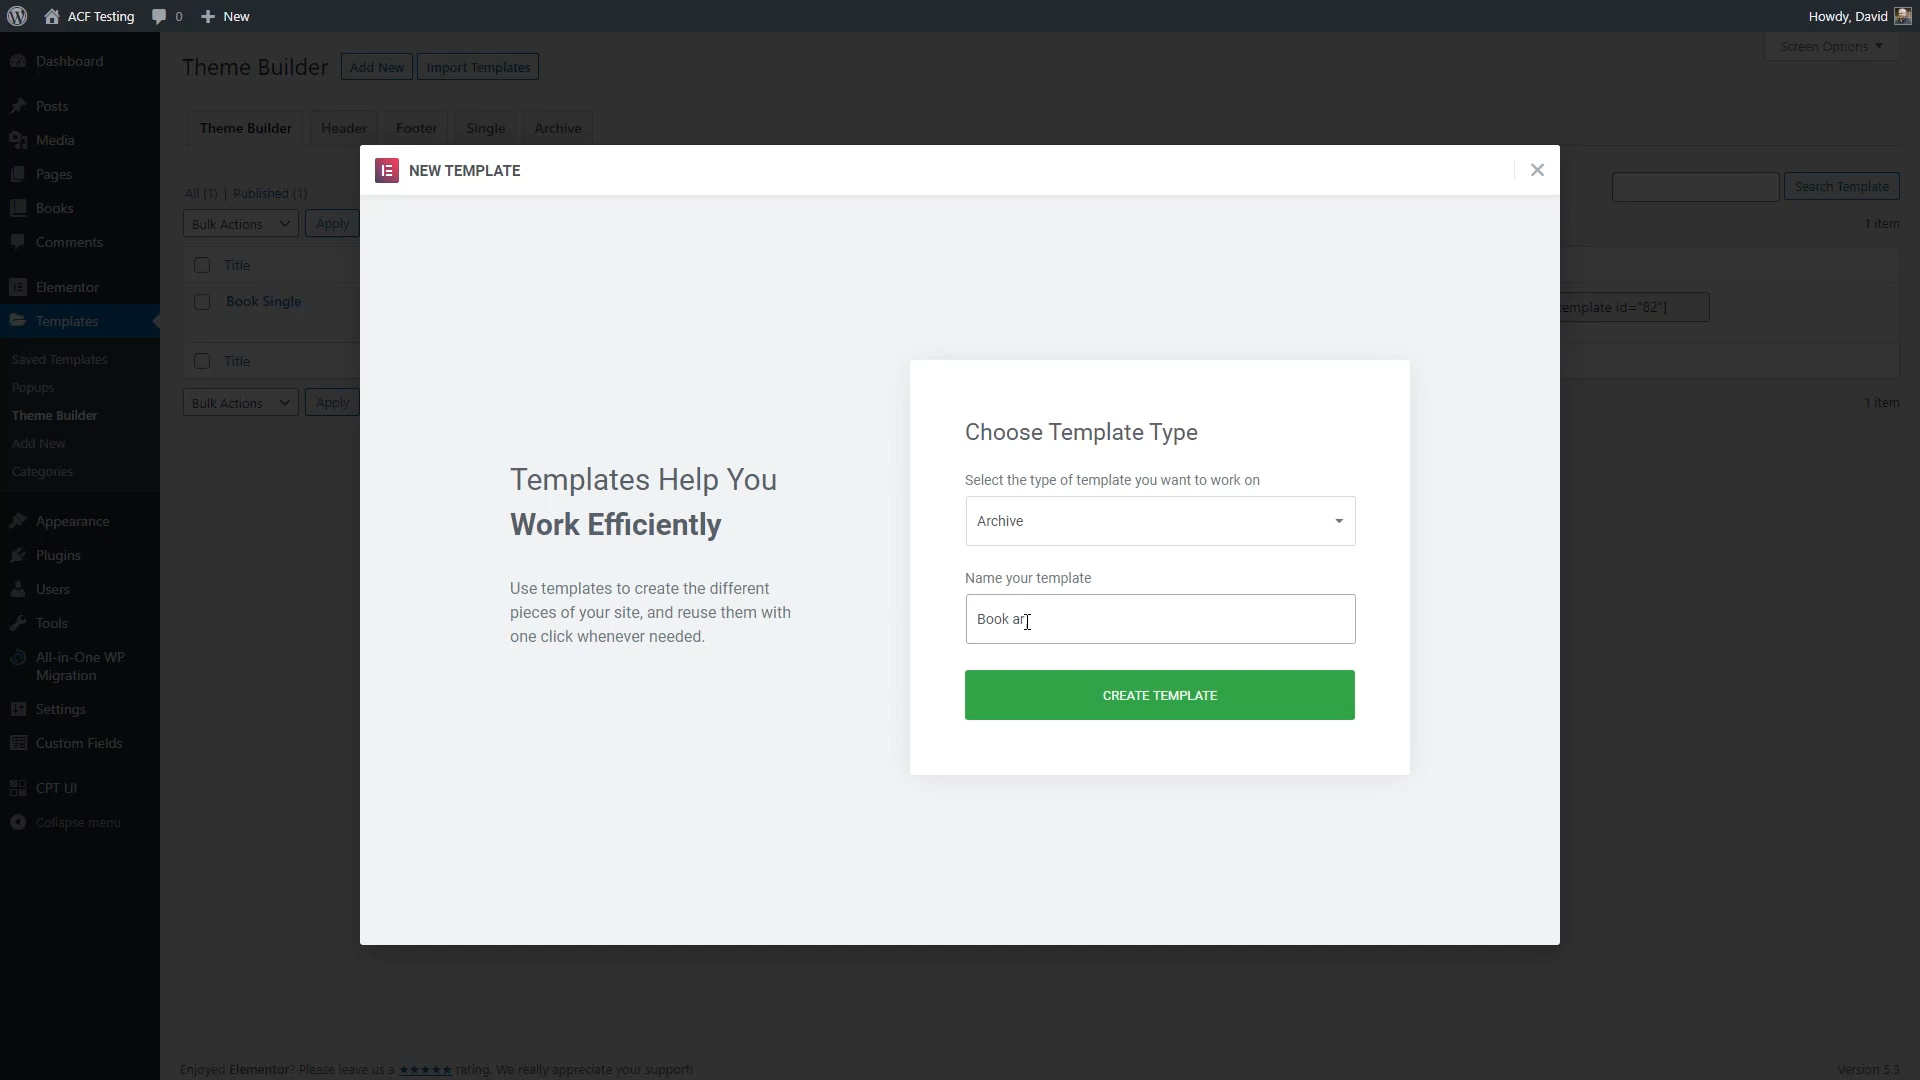 ACF Testing
0
New
Howdy, David
Screen Options
Dashboard
Posts
Media
Pages
Books
Comments
Elementor
Templates
Saved Templates
Popups
Theme Builder
Add New
Categories
Appearance
Plugins
Users
Tools
All-in-One WP
Migration
Settings
Custom Fields
CPT UI
Collapse menu
Theme Builder
Add New
Import Templates
Theme Builder
Header
Footer
Single
Archive
All (1) | Published (1)
Search Template
Bulk Actions
Apply
1 item
Title
Book Single
emplate id="82"]
Title
Bulk Actions
Apply
1 item
NEW TEMPLATE
Templates Help You
Work Efficiently
Use templates to create the different
pieces of your site, and reuse them with
one click whenever needed.
Choose Template Type
Select the type of template you want to work on
Archive
Name your template
Book ar
CREATE TEMPLATE
Enjoyed Elementor? Please leave us a ★★★★★ rating. We really appreciate your support!
Version 5.3